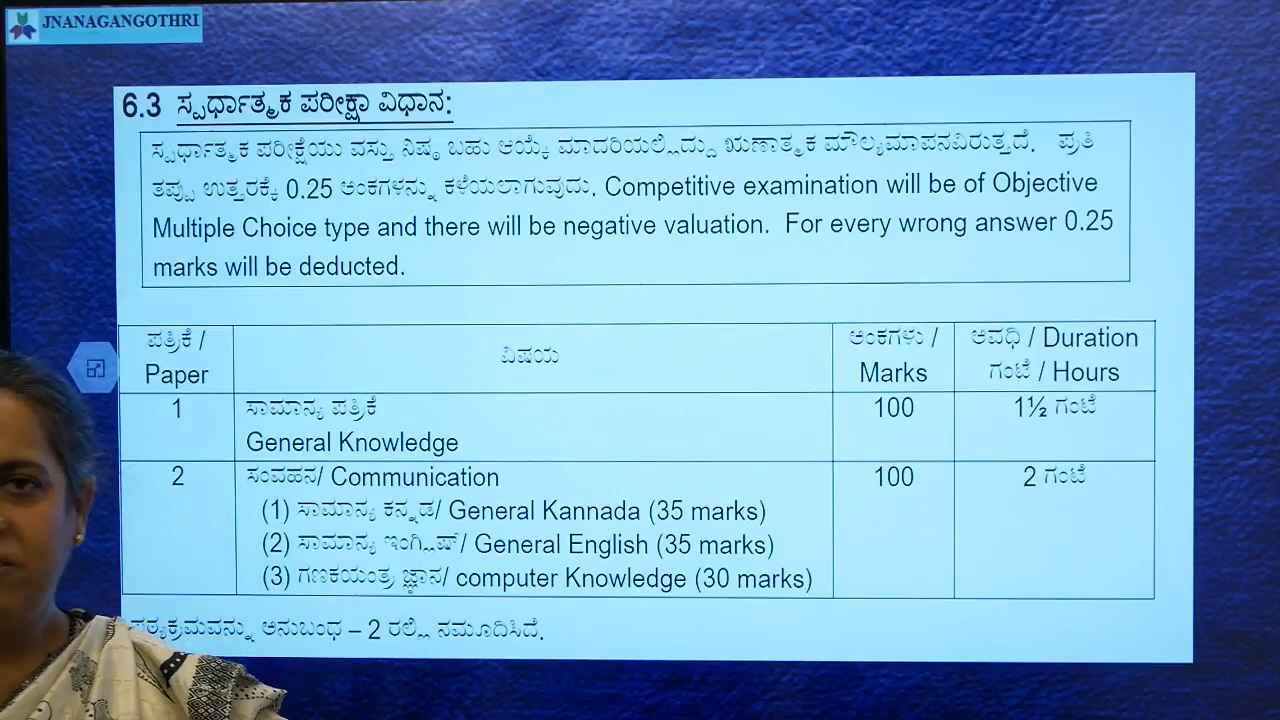 JNANAGANGOTHRI
6.3 ಸ್ಪರ್ಧಾತ್ಮಕ ಪರೀಕ್ಷಾ ವಿಧಾನ:
ಸ್ಪರ್ಧಾತ್ಮಕ ಪರೀಕ್ಷೆಯು ವಸ್ತು ನಿಷ್ಠ ಬಹು ಆಯ್ಕೆ ಮಾದರಿಯಲ್ಲಿದ್ದು ಋಣಾತ್ಮಕ ಮೌಲ್ಯಮಾಪನವಿರುತ್ತದೆ. ಪ್ರತಿ
ತಪ್ಪು ಉತ್ತರಕ್ಕೆ 0.25 ಅಂಕಗಳನ್ನು ಕಳೆಯಲಾಗುವುದು. Competitive examination will be of Objective
Multiple Choice type and there will be negative valuation. For every wrong answer 0.25
marks will be deducted.
ಪತ್ರಿಕೆ / ವಿಷಯ ಅಂಕಗಳು / ಅವಧಿ / Duration
Paper Marks ಗಂಟೆ / Hours
1 ಸಾಮಾನ್ಯ ಪತ್ರಿಕೆ 100 1½ ಗಂಟೆ
General Knowledge
2 ಸಂವಹನ/ Communication 100 2 ಗಂಟೆ
(1) ಸಾಮಾನ್ಯ ಕನ್ನಡ/ General Kannada (35 marks)
(2) ಸಾಮಾನ್ಯ ಇಂಗ್ಲಿಷ್/ General English (35 marks)
(3) ಗಣಕಯಂತ್ರ ಜ್ಞಾನ/ computer Knowledge (30 marks)
ಪಠ್ಯಕ್ರಮವನ್ನು ಅನುಬಂಧ – 2 ರಲ್ಲಿ ನಮೂದಿಸಿದೆ.